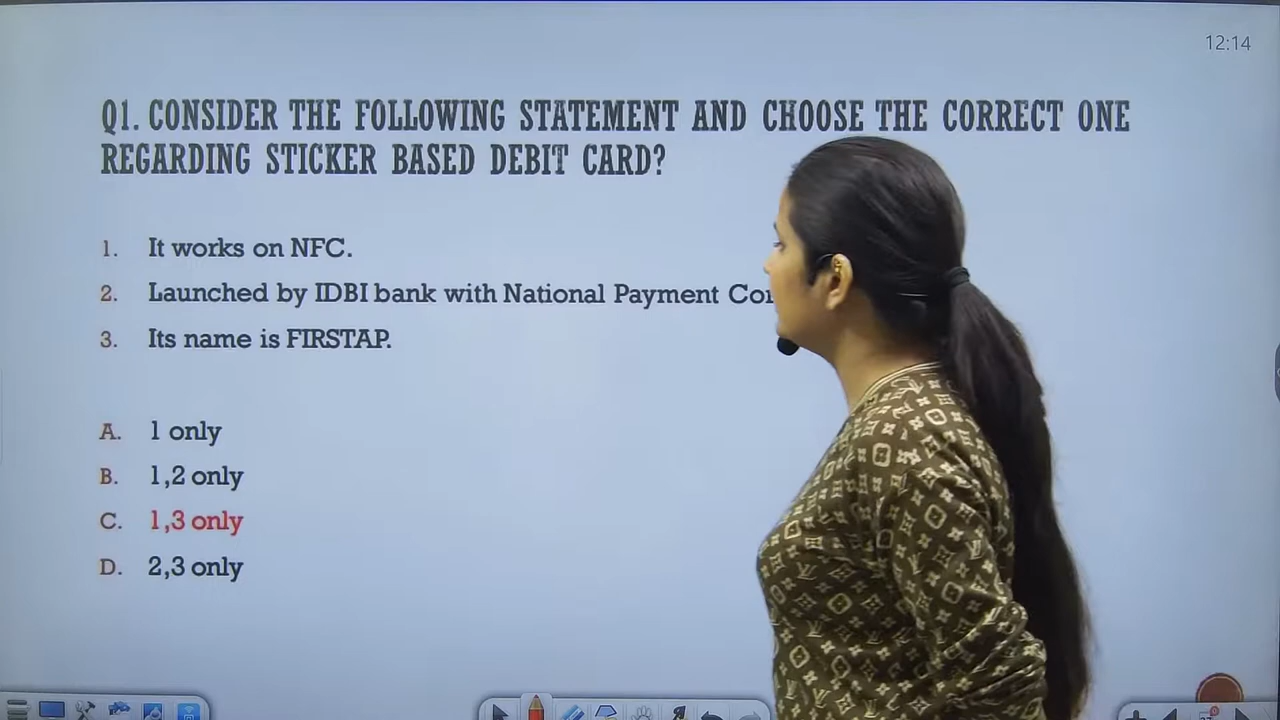 12:14
Q1. CONSIDER THE FOLLOWING STATEMENT AND CHOOSE THE CORRECT ONE
REGARDING STICKER BASED DEBIT CARD?
1. It works on NFC.
2. Launched by IDBI bank with National Payment
3. Its name is FIRSTAP.
A. 1 only
B. 1,2 only
C. 1,3 only
D. 2,3 only